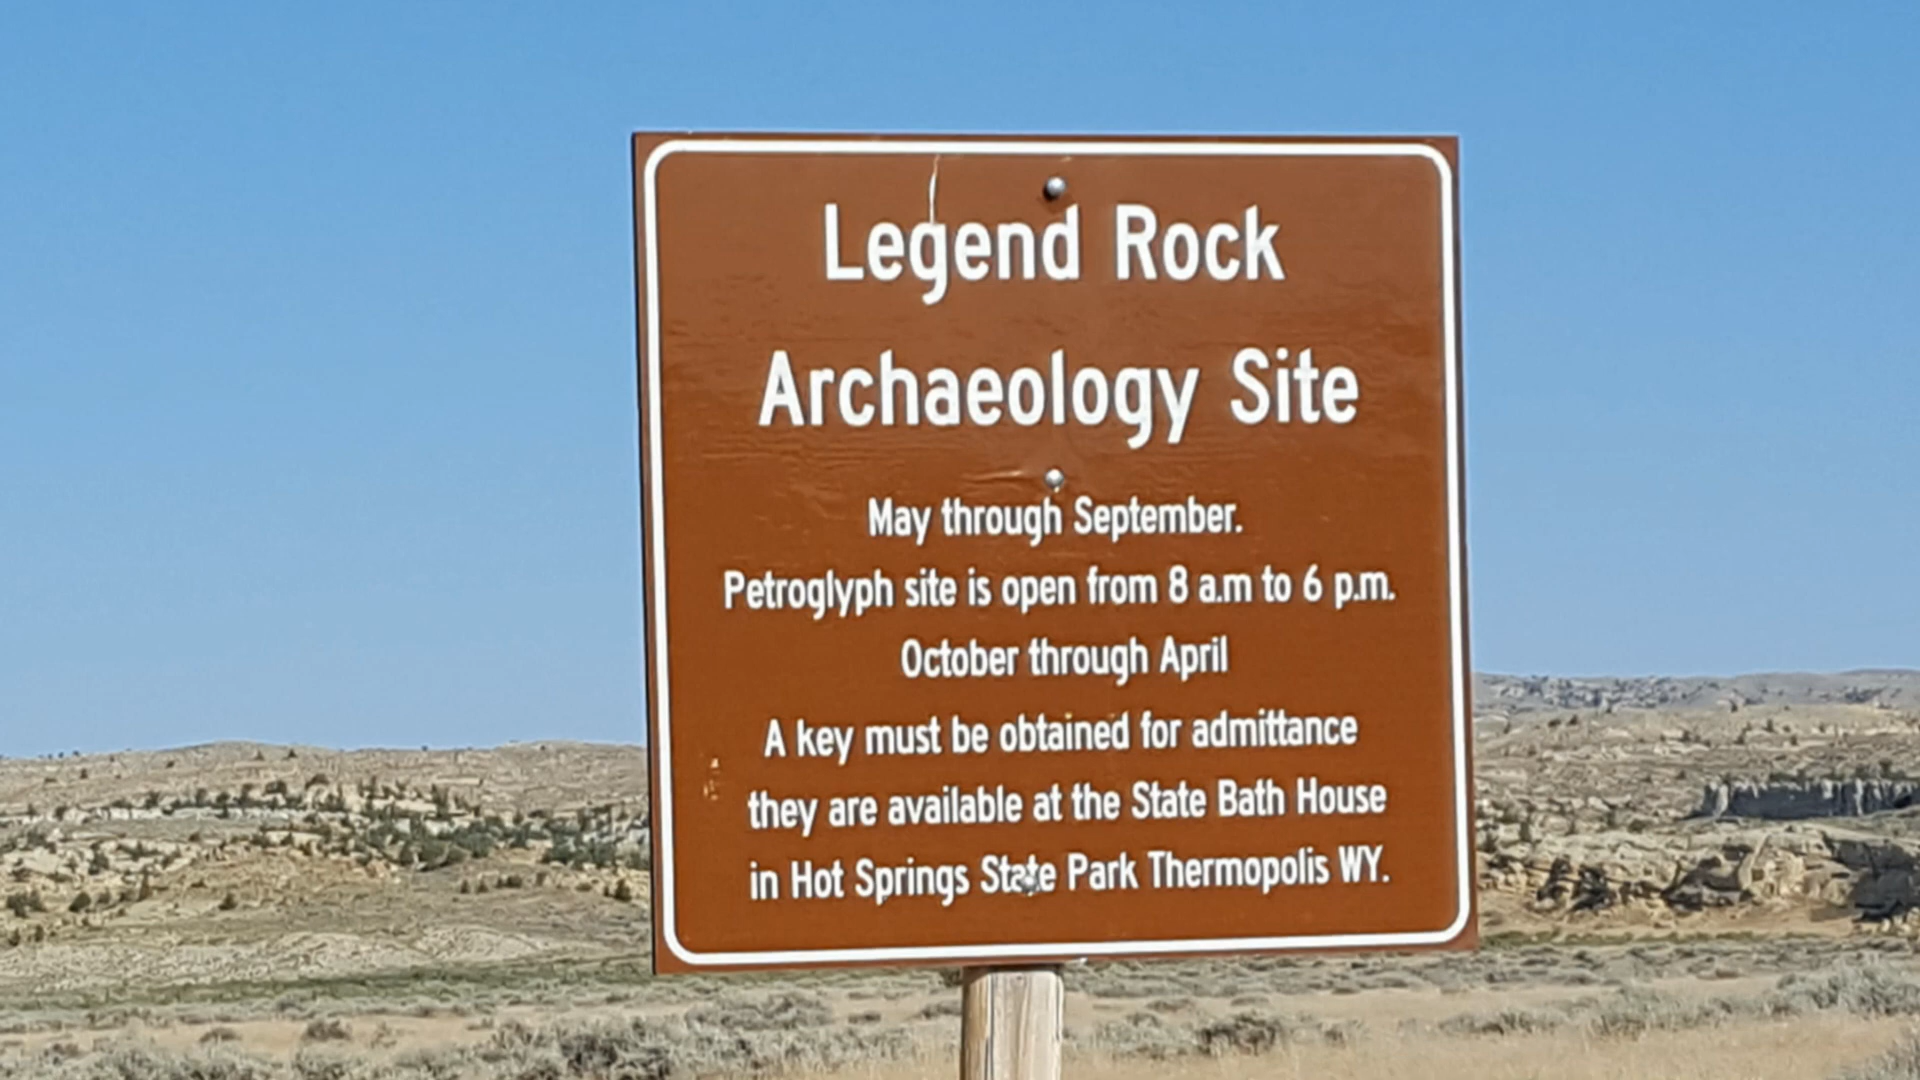 Legend Rock
Archaeology Site
May through September.
Petroglyph site is open from 8 a.m to 6 p.m.
October through April
A key must be obtained for admittance
they are available at the State Bath House
in Hot Springs State Park Thermopolis WY.